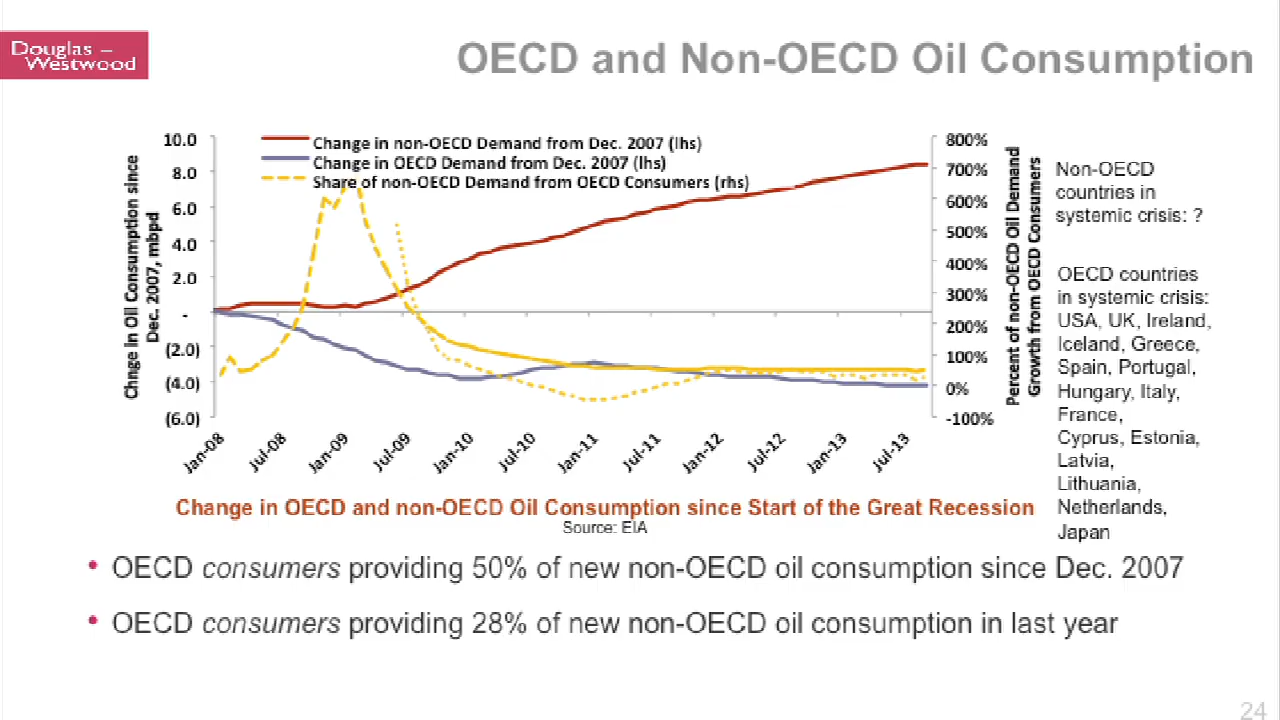 Douglas –
Westwood
OECD and Non-OECD Oil Consumption
Chnge in Oil Consumption since
Dec. 2007, mbpd
10.0
8.0
6.0
4.0
2.0
-
(2.0)
(4.0)
(6.0)
Change in non-OECD Demand from Dec. 2007 (lhs)
Change in OECD Demand from Dec. 2007 (lhs)
Share of non-OECD Demand from OECD Consumers (rhs)
800%
700%
600%
500%
400%
300%
200%
100%
0%
-100%
Percent of non-OECD Oil Demand
Growth from OECD Consumers
Jan-08
Jul-08
Jan-09
Jul-09
Jan-10
Jul-10
Jan-11
Jul-11
Jan-12
Jul-12
Jan-13
Jul-13
Change in OECD and non-OECD Oil Consumption since Start of the Great Recession
Source: EIA
Non-OECD
countries in
systemic crisis: ?
OECD countries
in systemic crisis:
USA, UK, Ireland,
Iceland, Greece,
Spain, Portugal,
Hungary, Italy,
France,
Cyprus, Estonia,
Latvia,
Lithuania,
Netherlands,
Japan
• OECD consumers providing 50% of new non-OECD oil consumption since Dec. 2007
• OECD consumers providing 28% of new non-OECD oil consumption in last year
24